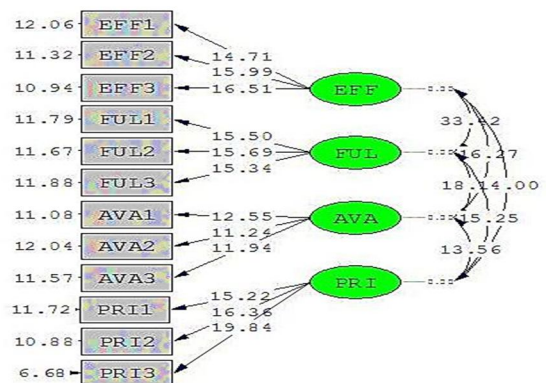 12.06 EFF1
11.32 EFF2
10.94 EFF3
11.79 FUL1
11.67 FUL2
11.88 FUL3
11.08 AVA1
12.04 AVA2
11.57 AVA3
11.72 PRI1
10.88 PRI2
6.68 PRI3
14.71
15.99
16.51
15.50
15.69
15.34
12.55
11.24
11.94
15.22
16.36
19.84
EFF
FUL
AVA
PRI
33.42
16.27
14.00
15.25
13.56